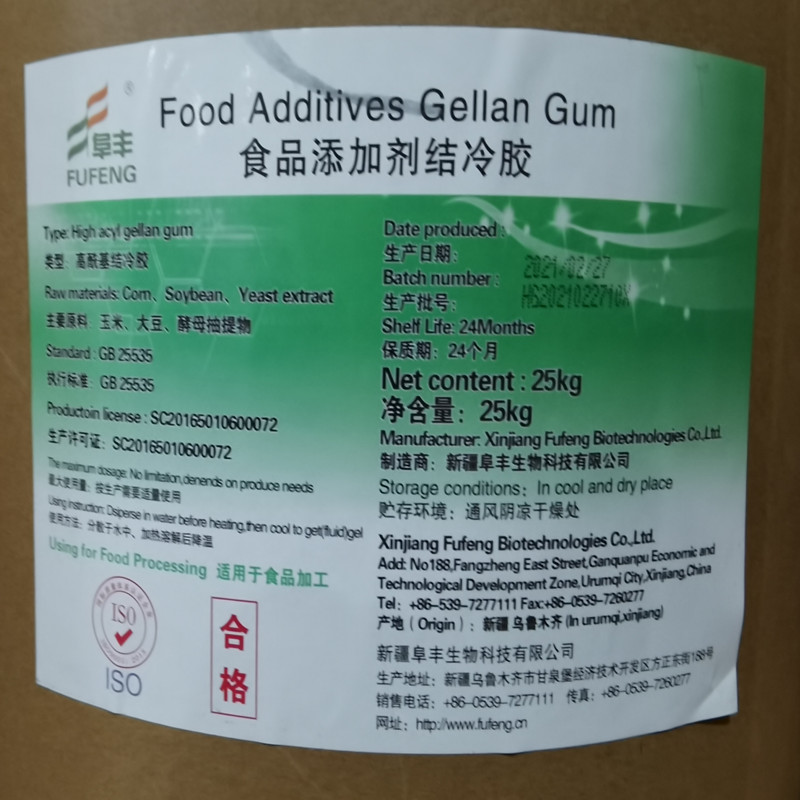 Food Additives Gellan Gum
食品添加剂结冷胶
®
阜丰
FUFENG
Type: High acyl gellan gum
类型: 高酰基结冷胶
Raw materials: Corn、Soybean、Yeast extract
主要原料: 玉米、大豆、酵母抽提物
Standard: GB 25535
执行标准: GB 25535
Productoin license : SC20165010600072
生产许可证: SC20165010600072
The maximum dosage: No limitation,denends on produce needs
最大使用量: 按生产需要适量使用
Using instruction: Dsiperse in water before heating,then cool to get(fluid)gel
使用方法: 分散于水中、加热溶解后降温
Using for Food Processing 适用于食品加工
ISO
ISO
合格
Date produced :
生产日期: 2021/02/27
Batch number :
生产批号: HS2021022710X
Shelf Life: 24Months
保质期: 24个月
Net content : 25kg
净含量: 25kg
Manufacturer: Xinjiang Fufeng Biotechnologies Co.,Ltd.
制造商: 新疆阜丰生物科技有限公司
Storage conditions: In cool and dry place
贮存环境: 通风阴凉干燥处
Xinjiang Fufeng Biotechnologies Co.,Ltd.
Add: No188,Fangzheng East Street,Ganquanpu Economic and
Technological Development Zone,Urumqi City,Xinjiang,China
Tel: +86-539-7277111 Fax:+86-0539-7260277
产地 (Origin) : 新疆 乌鲁木齐 (In urumqi,xinjiang)
新疆阜丰生物科技有限公司
生产地址: 新疆乌鲁木齐市甘泉堡经济技术开发区方正东街188号
销售电话: +86-0539-7277111 传真: +86-0539-7260277
网址: http://www.fufeng.cn